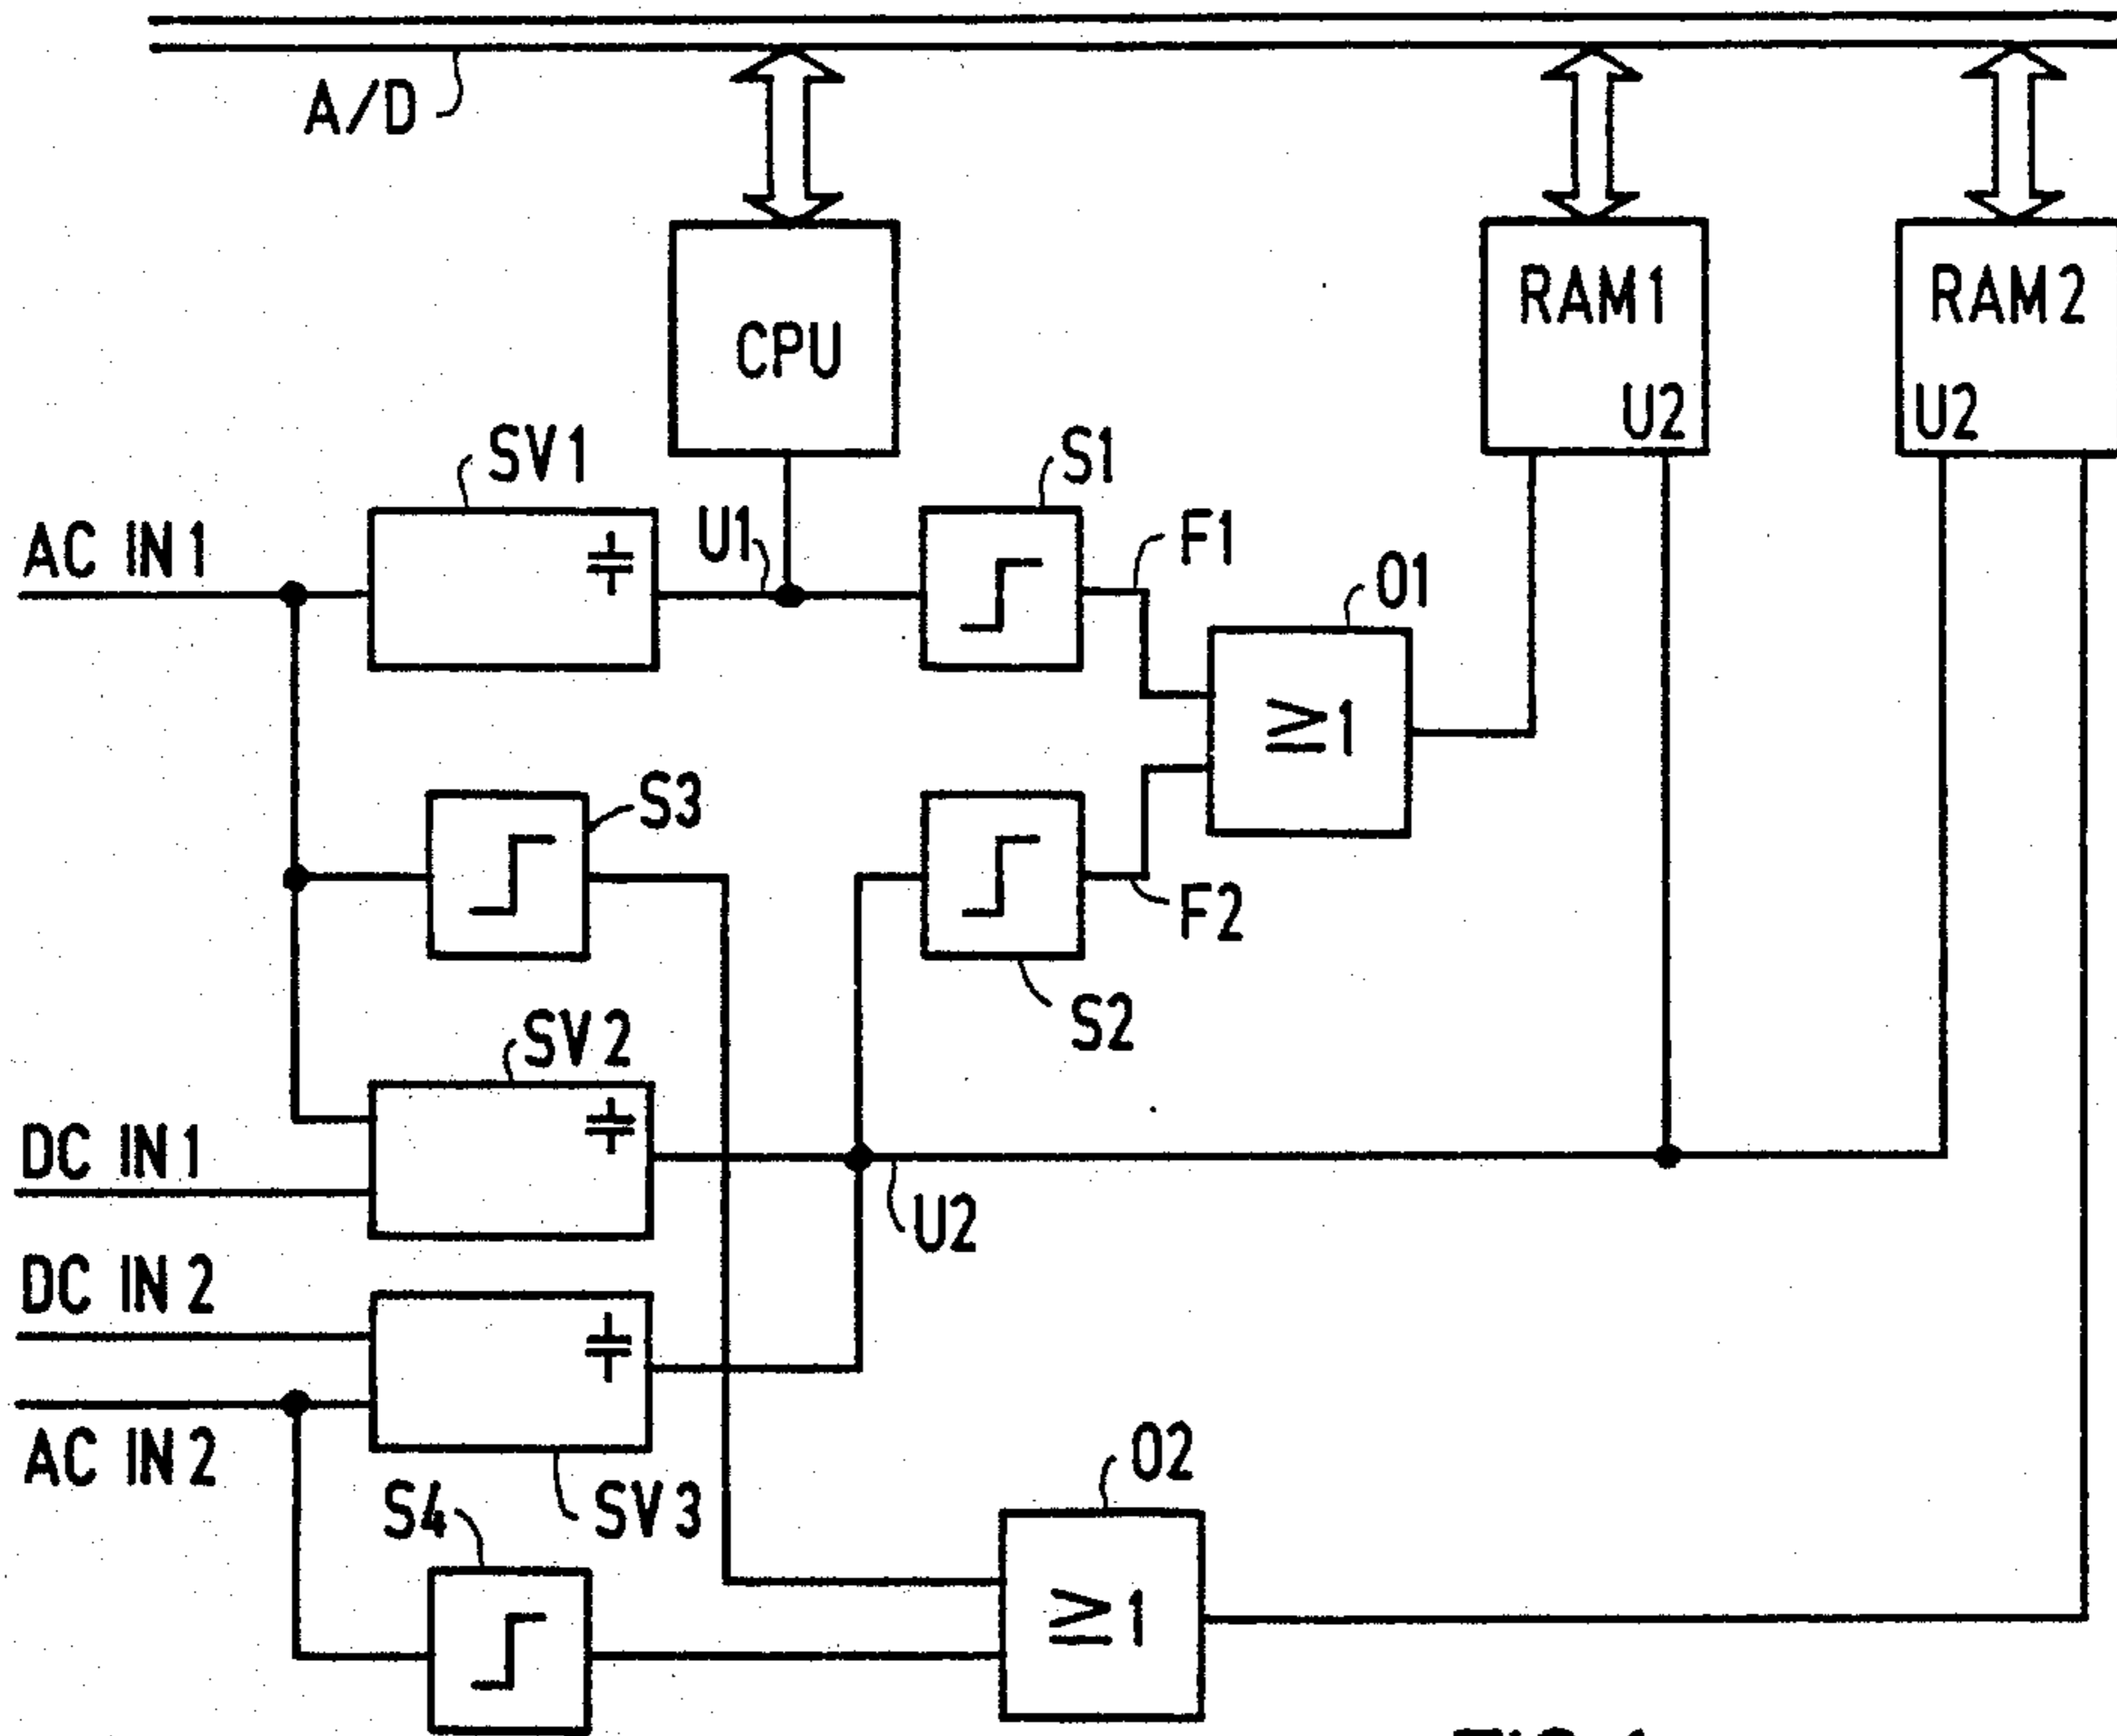 A/D
CPU
RAM1
U2
RAM2
U2
SV1
S1
AC IN1
U1
F1
O1
≥1
S3
F2
S2
SV2
DC IN1
U2
DC IN2
AC IN2
SV3
O2
S4
≥1